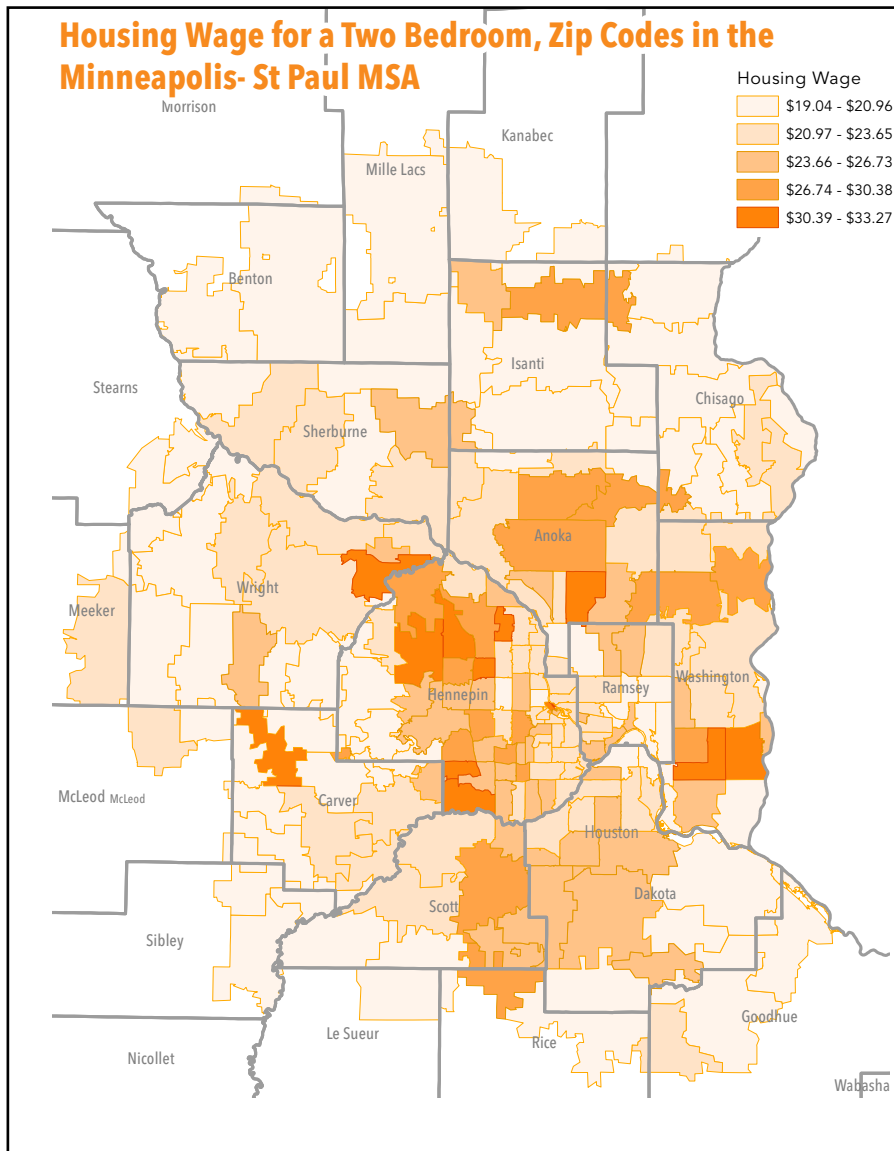 Housing Wage for a Two Bedroom, Zip Codes in the
Minneapolis- St Paul MSA
Housing Wage
$19.04 - $20.96
$20.97 - $23.65
$23.66 - $26.73
$26.74 - $30.38
$30.39 - $33.27
Morrison
Kanabec
Mille Lacs
Benton
Isanti
Stearns
Chisago
Sherburne
Anoka
Wright
Meeker
Washington
Ramsey
Hennepin
McLeod McLeod
Carver
Houston
Dakota
Scott
Sibley
Goodhue
Le Sueur
Rice
Nicollet
Wabasha